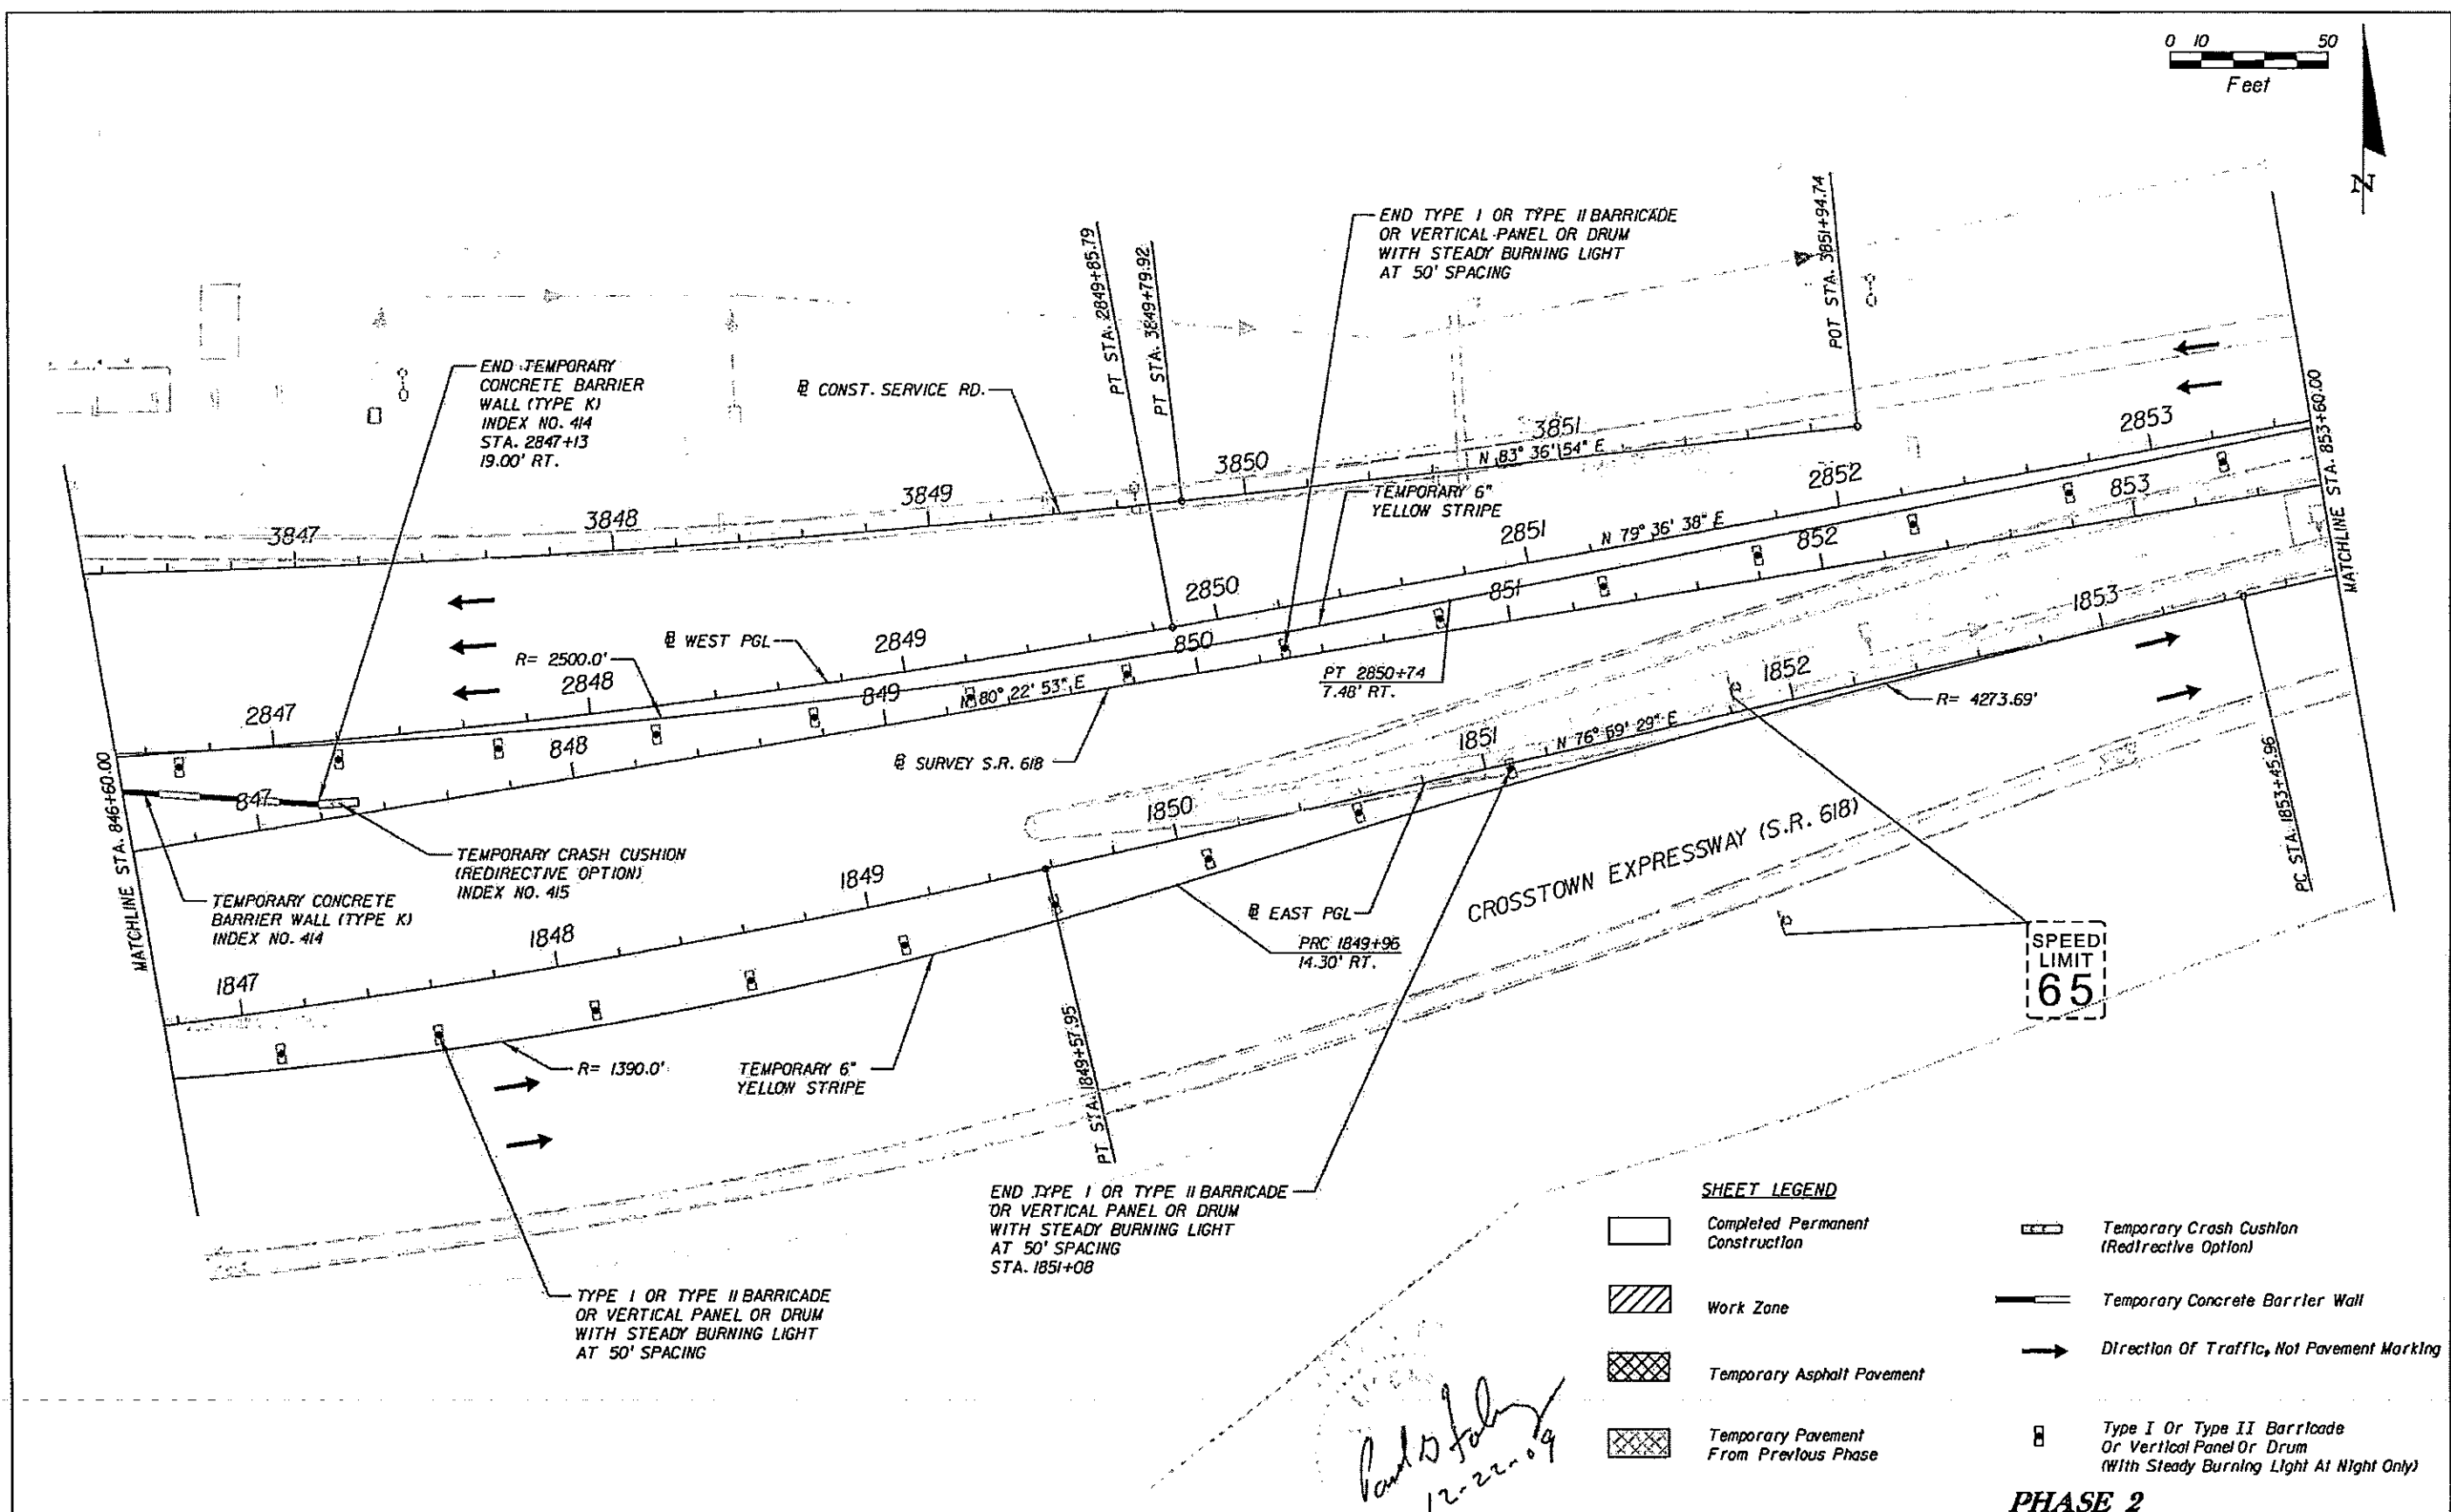 0 10 50
Feet
N
END TYPE I OR TYPE II BARRICADE
OR VERTICAL PANEL OR DRUM
WITH STEADY BURNING LIGHT
AT 50' SPACING
POT STA. 3851+94.74
PT STA. 2849+85.79
PT STA. 3849+79.92
END TEMPORARY
CONCRETE BARRIER
WALL (TYPE K)
INDEX NO. 414
STA. 2847+13
19.00' RT.
℄ CONST. SERVICE RD.
3847
3848
3849
3850
3851
N 83° 36' 54" E
TEMPORARY 6"
YELLOW STRIPE
MATCHLINE STA. 853+60.00
2847
2848
2849
2850
2851
2852
2853
N 79° 36' 38" E
R= 2500.0'
℄ WEST PGL
847
848
849
850
851
852
853
N 80° 22' 53" E
PT 2850+74
7.48' RT.
℄ SURVEY S.R. 618
MATCHLINE STA. 846+60.00
TEMPORARY CRASH CUSHION
(REDIRECTIVE OPTION)
INDEX NO. 415
TEMPORARY CONCRETE
BARRIER WALL (TYPE K)
INDEX NO. 414
1847
1848
1849
1850
1851
1852
1853
N 76° 59' 29" E
R= 4273.69'
℄ EAST PGL
PRC 1849+96
14.30' RT.
CROSSTOWN EXPRESSWAY (S.R. 618)
PC STA. 1853+45.96
SPEED
LIMIT
65
R= 1390.0'
TEMPORARY 6"
YELLOW STRIPE
PT STA. 1849+57.95
END TYPE I OR TYPE II BARRICADE
OR VERTICAL PANEL OR DRUM
WITH STEADY BURNING LIGHT
AT 50' SPACING
STA. 1851+08
TYPE I OR TYPE II BARRICADE
OR VERTICAL PANEL OR DRUM
WITH STEADY BURNING LIGHT
AT 50' SPACING
SHEET LEGEND
Completed Permanent
Construction
Work Zone
Temporary Asphalt Pavement
Temporary Pavement
From Previous Phase
Temporary Crash Cushion
(Redirective Option)
Temporary Concrete Barrier Wall
Direction Of Traffic, Not Pavement Marking
Type I Or Type II Barricade
Or Vertical Panel Or Drum
(With Steady Burning Light At Night Only)
12-22-09
PHASE 2